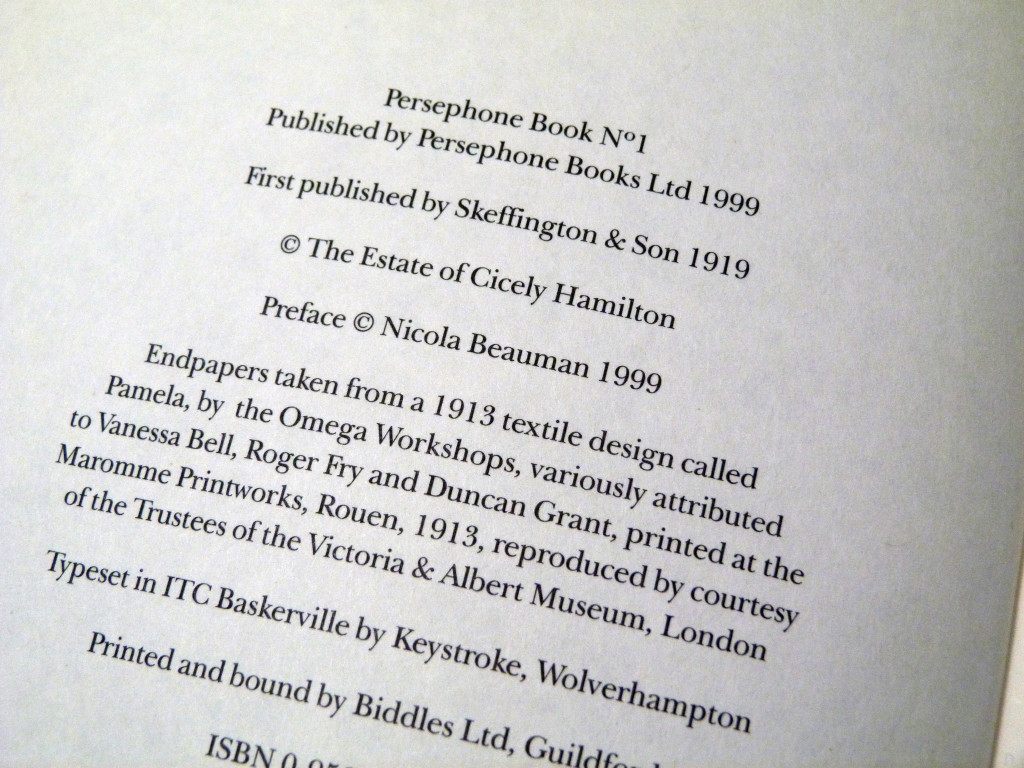 Persephone Book Nº1
Published by Persephone Books Ltd 1999
First published by Skeffington & Son 1919
© The Estate of Cicely Hamilton
Preface © Nicola Beauman 1999
Endpapers taken from a 1913 textile design called
Pamela, by the Omega Workshops, variously attributed
to Vanessa Bell, Roger Fry and Duncan Grant, printed at the
Maromme Printworks, Rouen, 1913, reproduced by courtesy
of the Trustees of the Victoria & Albert Museum, London
Typeset in ITC Baskerville by Keystroke, Wolverhampton
Printed and bound by Biddles Ltd,
ISBN